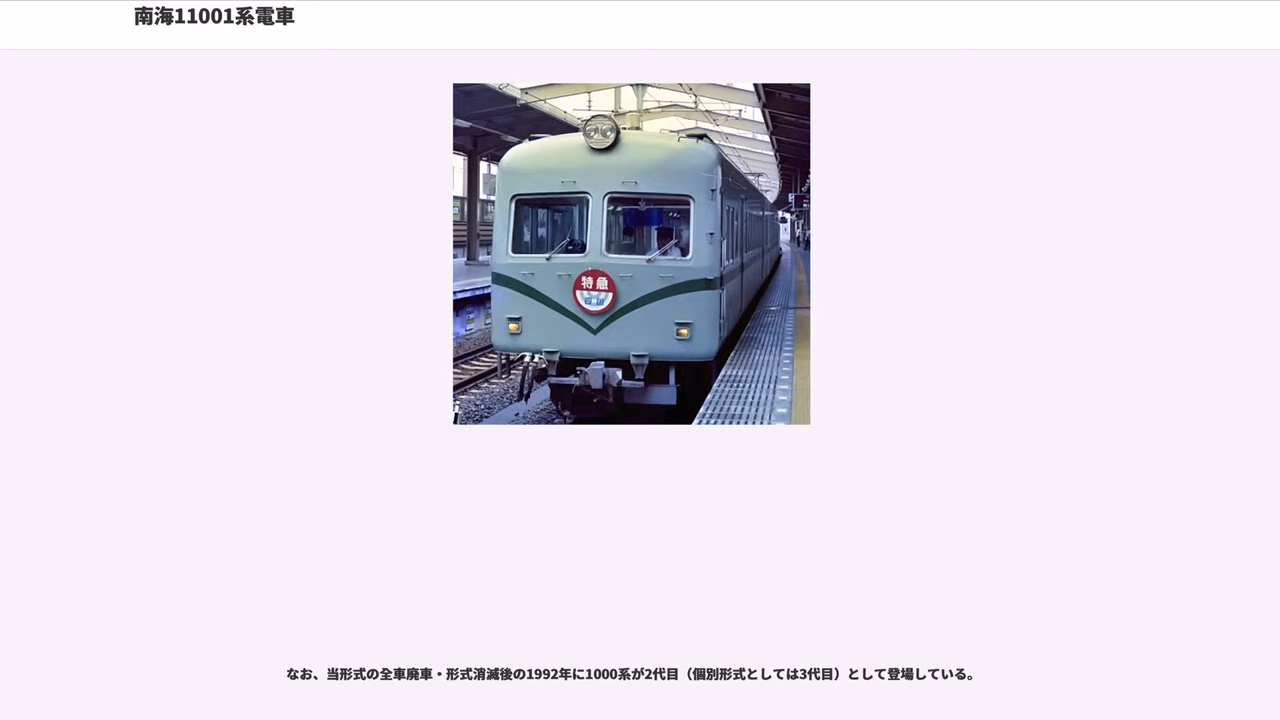 南海11001系電車
特急
なお、当形式の全車廃車・形式消滅後の1992年に1000系が2代目（個別形式としては3代目）として登場している。